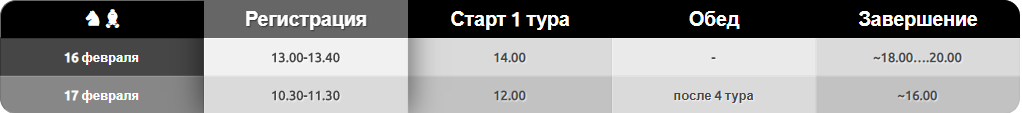 ♞♝ Регистрация Старт 1 тура Обед Завершение
16 февраля 13.00-13.40 14.00 - ~18.00....20.00
17 февраля 10.30-11.30 12.00 после 4 тура ~16.00